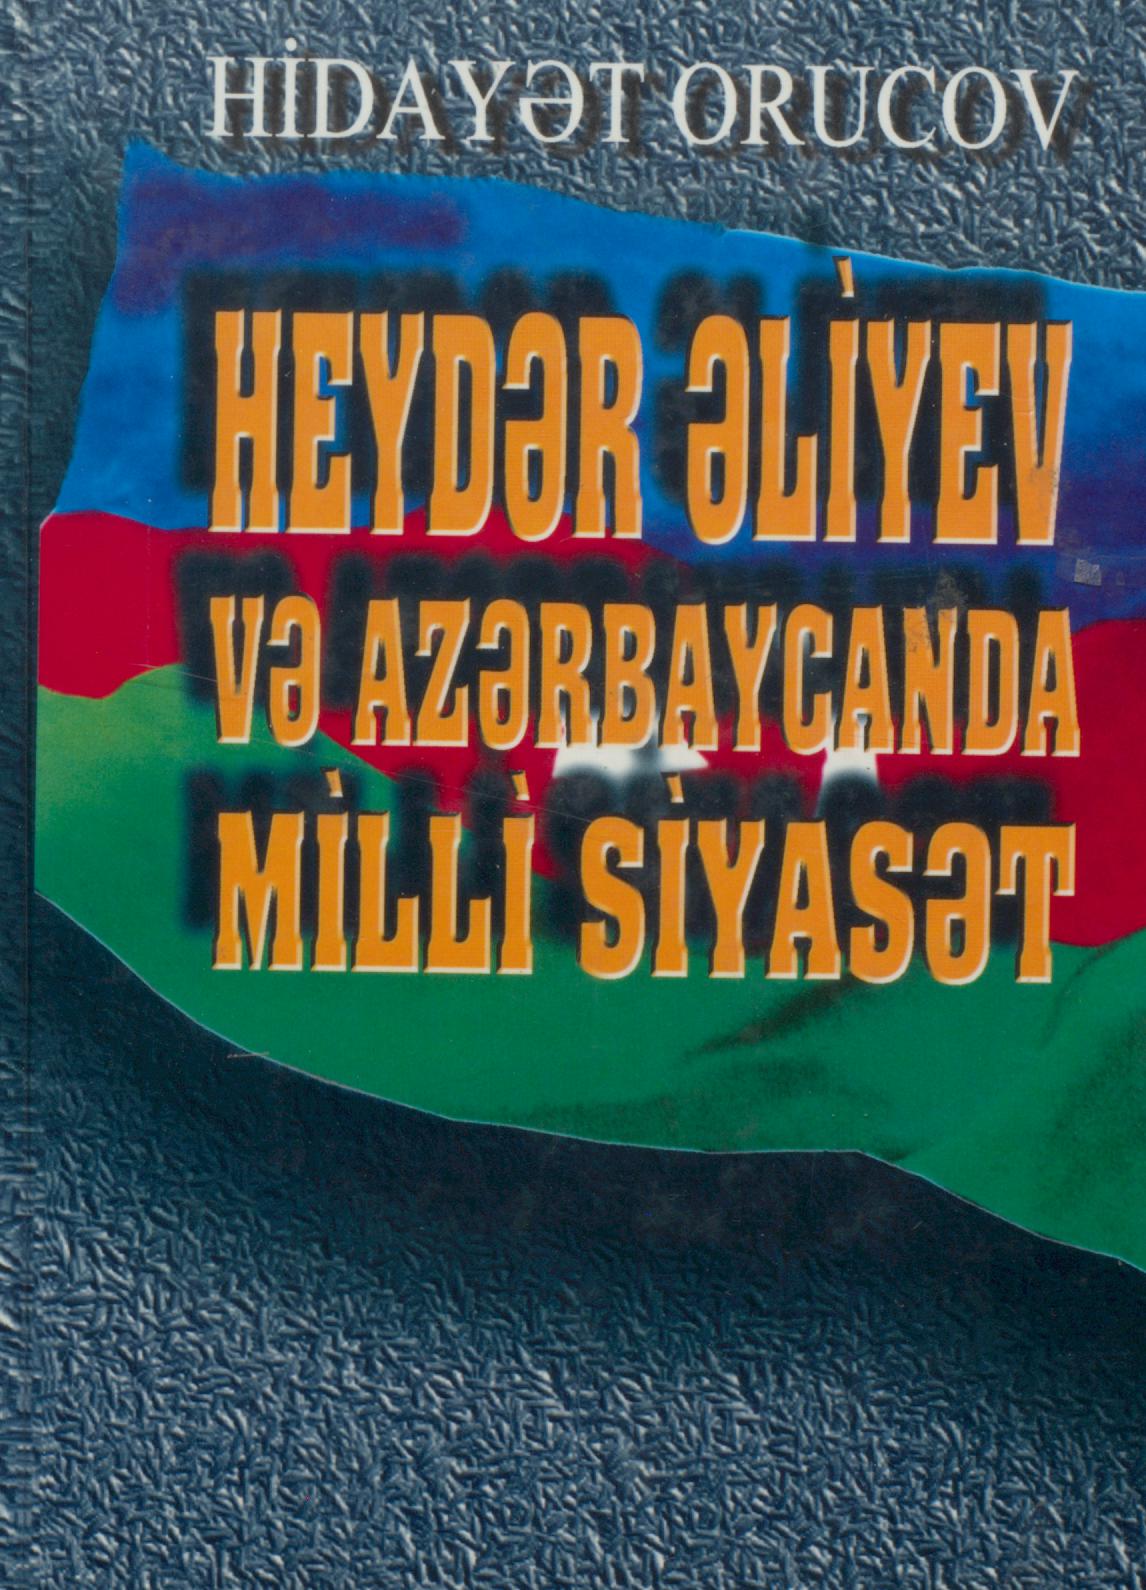 HİDAYƏT ORUCOV
HEYDƏR ƏLİYEV
VƏ AZƏRBAYCANDA
MİLLİ SİYASƏT